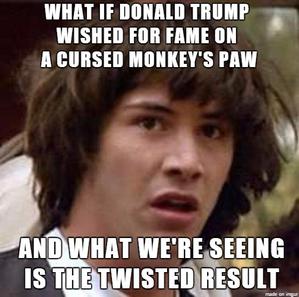 WHAT IF DONALD TRUMP
WISHED FOR FAME ON
A CURSED MONKEY'S PAW
AND WHAT WE'RE SEEING
IS THE TWISTED RESULT
made on imgur